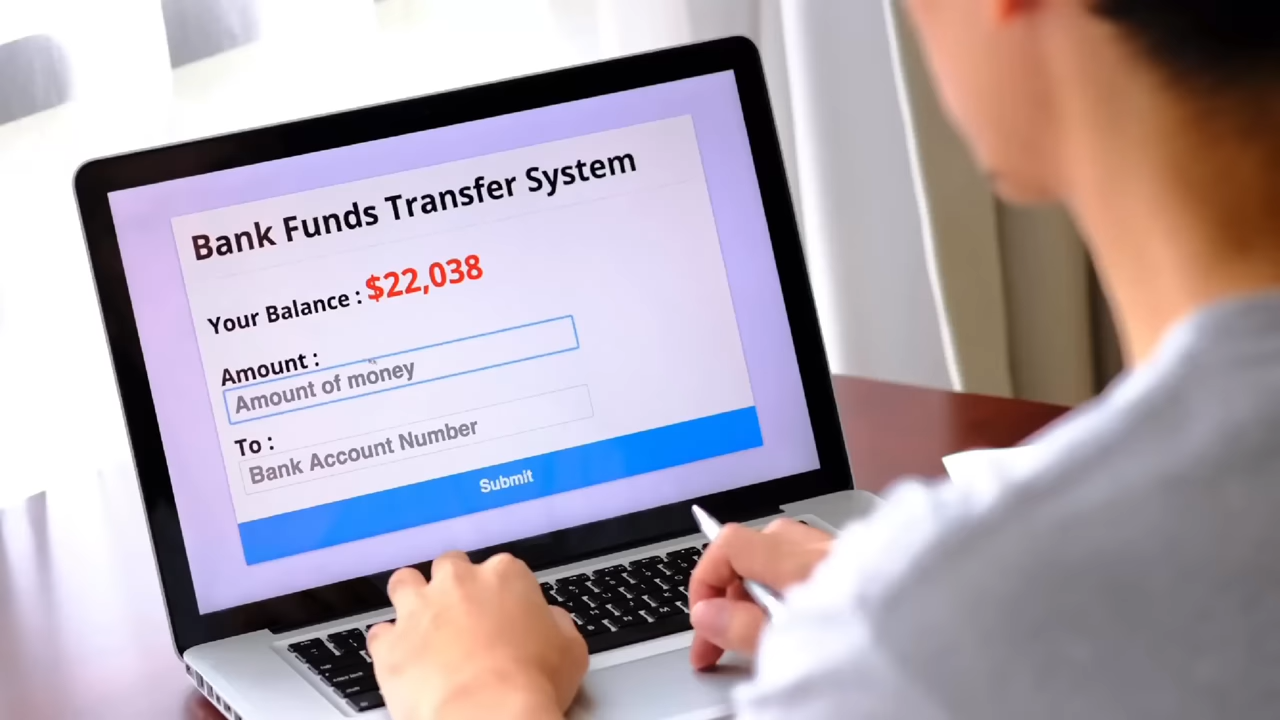 Bank Funds Transfer System
Your Balance : $22,038
Amount :
Amount of money
To :
Bank Account Number
Submit